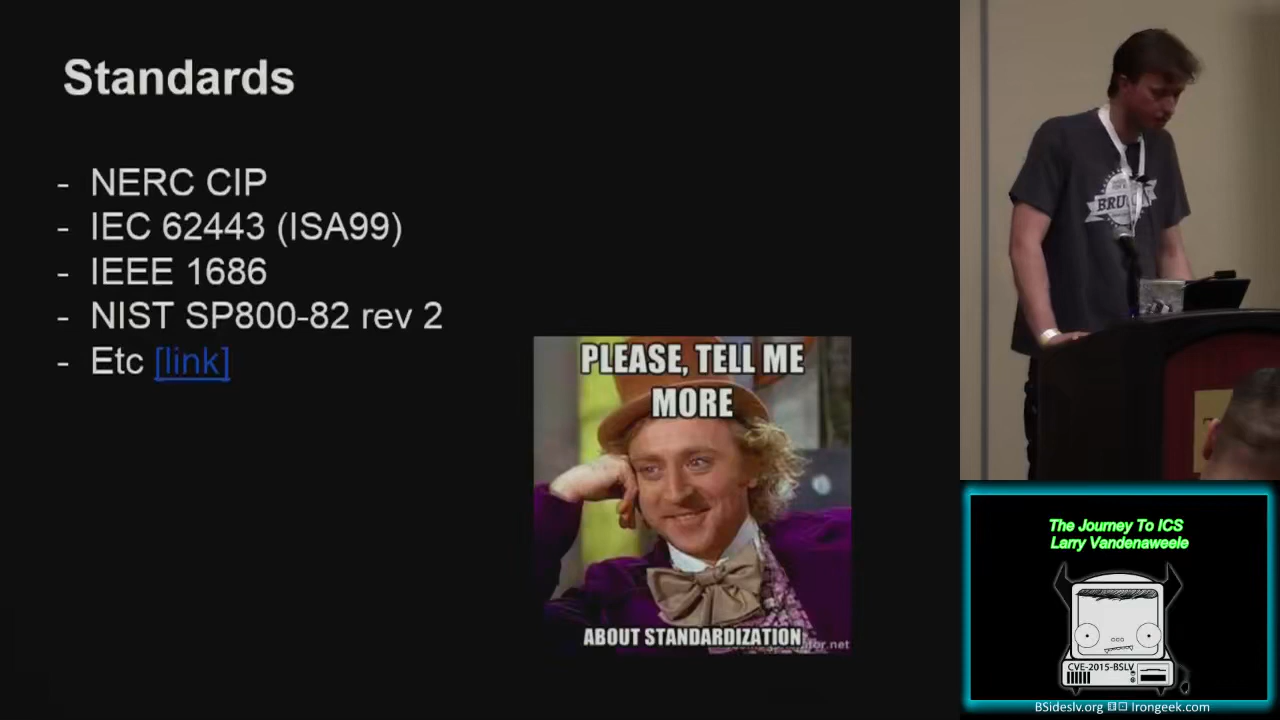 Standards
- NERC CIP
- IEC 62443 (ISA99)
- IEEE 1686
- NIST SP800-82 rev 2
- Etc [link]
PLEASE, TELL ME
MORE
ABOUT STANDARDIZATION
The Journey To ICS
Larry Vandenaweele
CVE-2015-BSLV
BSideslv.org
Irongeek.com